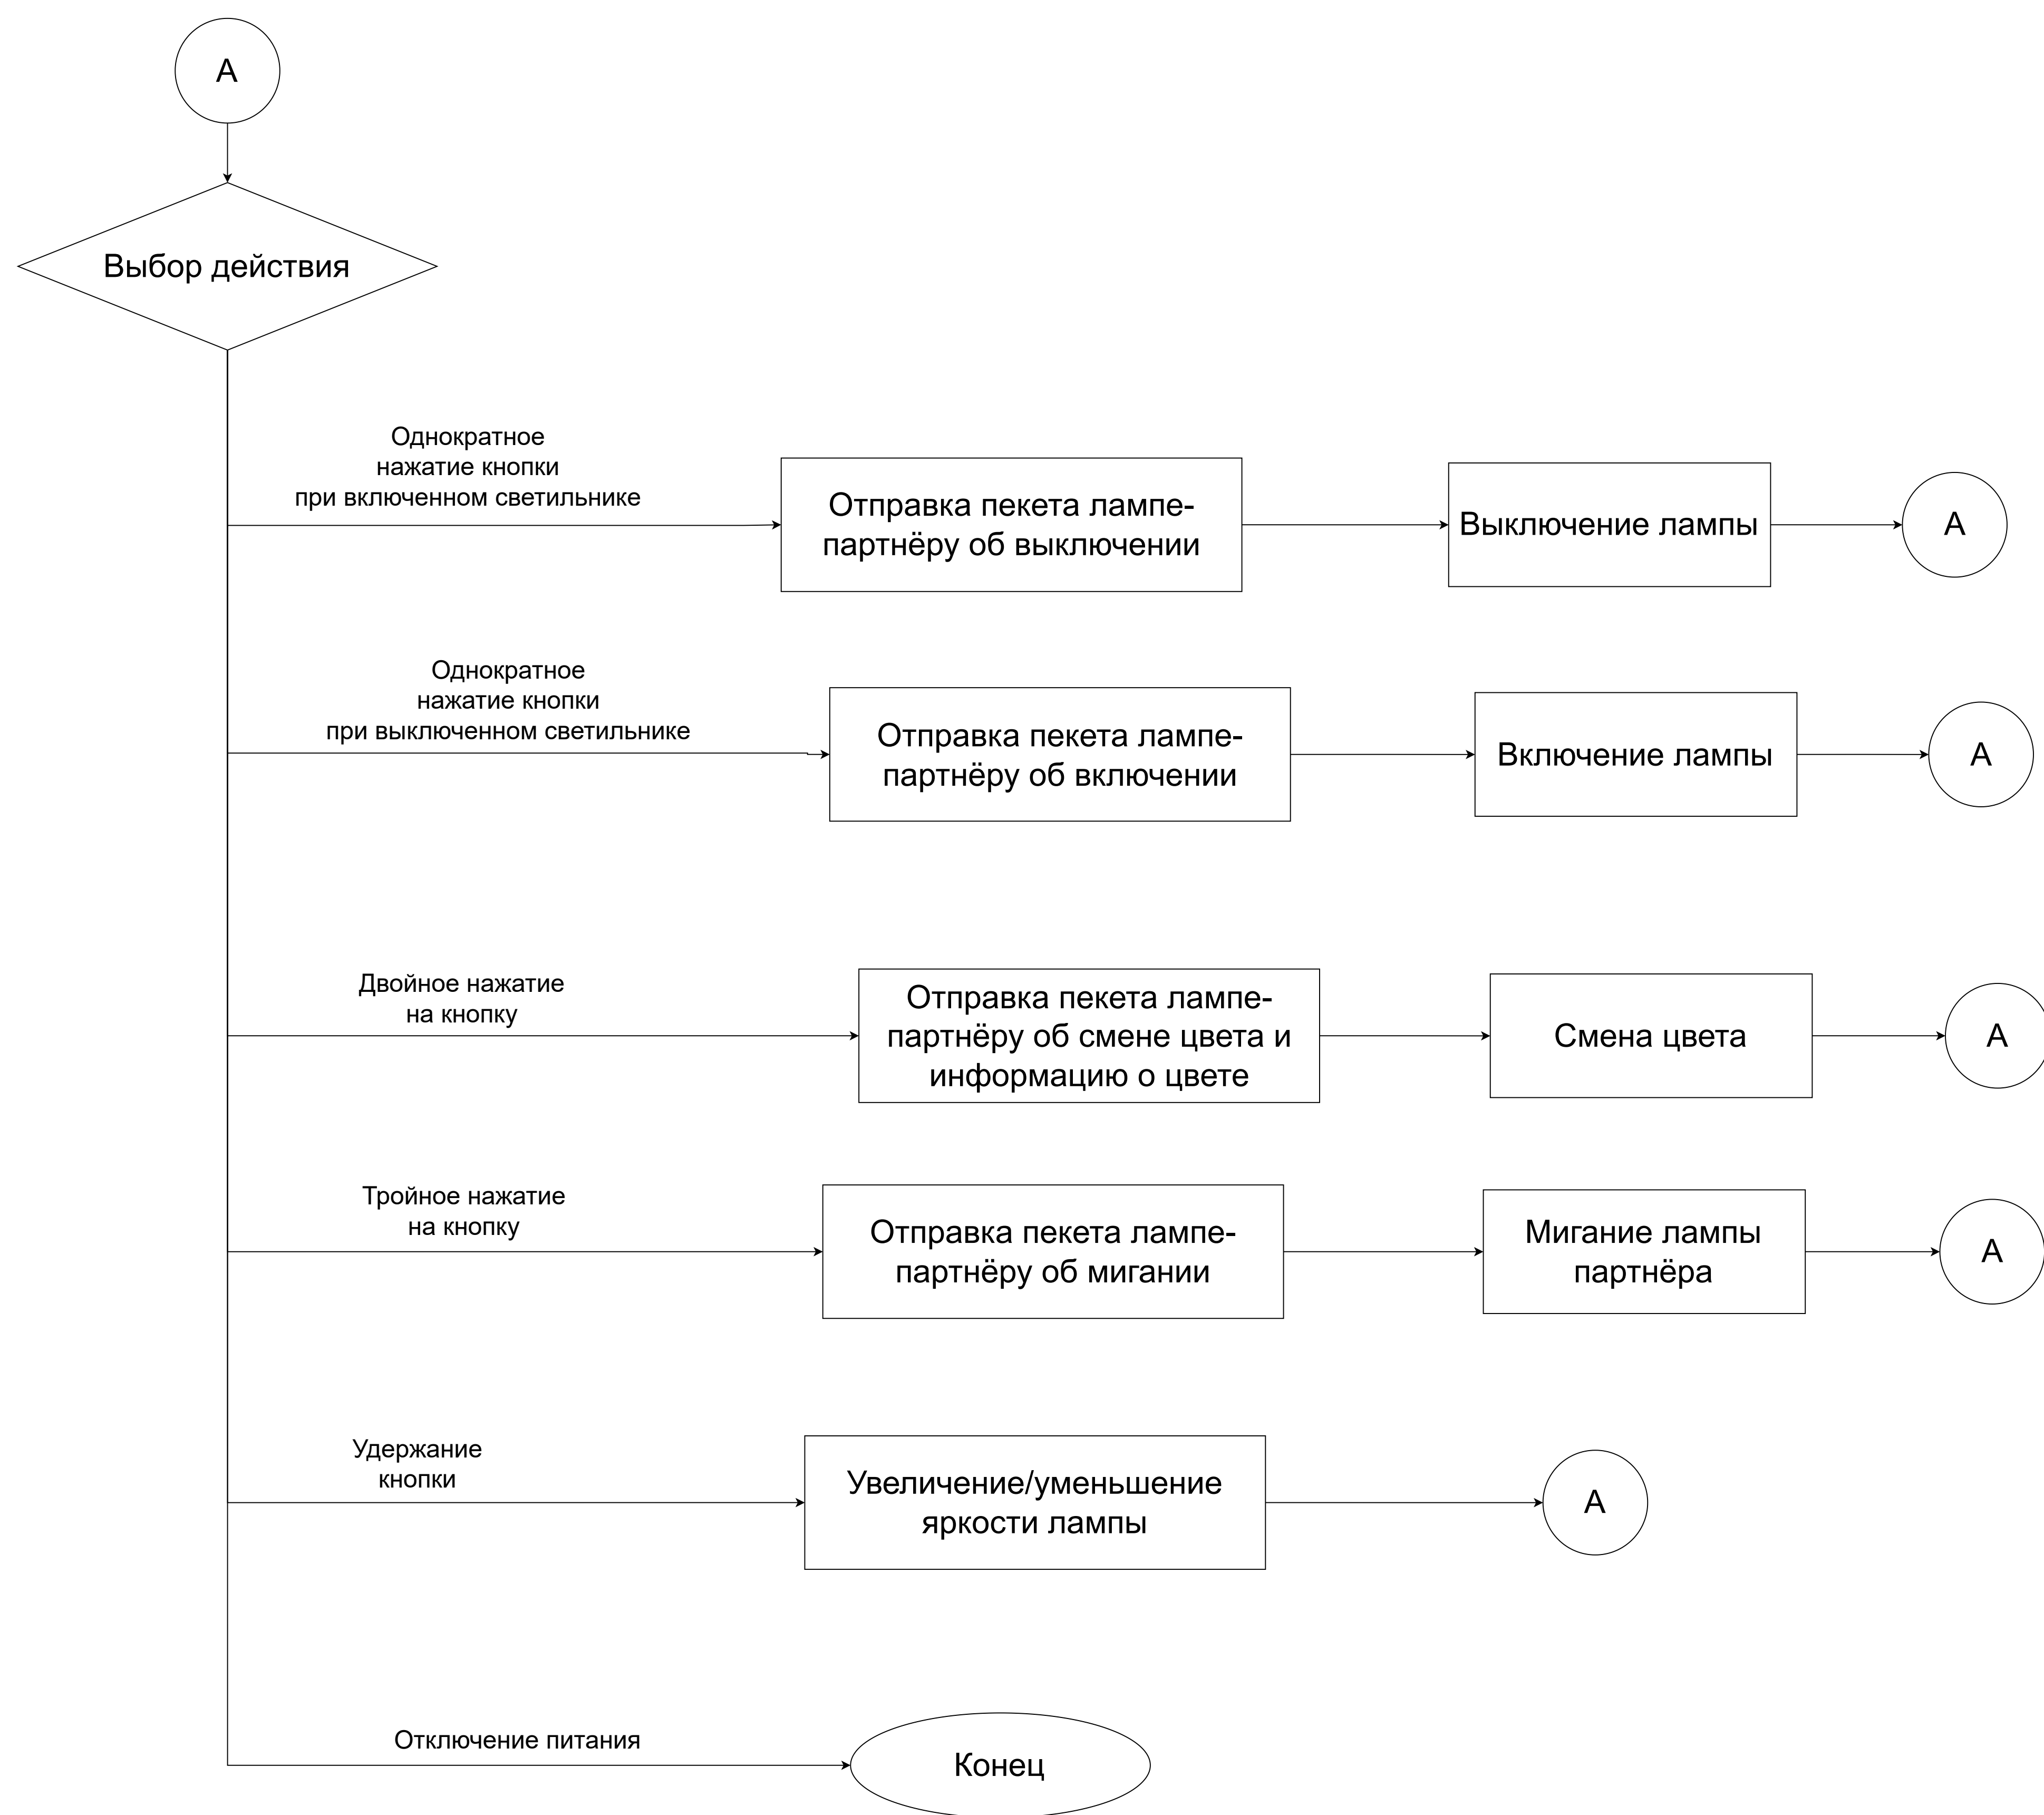 А
Выбор действия
Однократное
нажатие кнопки
при включенном светильнике
Отправка пекета лампе-
партнёру об выключении
Выключение лампы
А
Однократное
нажатие кнопки
при выключенном светильнике
Отправка пекета лампе-
партнёру об включении
Включение лампы
А
Двойное нажатие
на кнопку
Отправка пекета лампе-
партнёру об смене цвета и
информацию о цвете
Смена цвета
А
Тройное нажатие
на кнопку
Отправка пекета лампе-
партнёру об мигании
Мигание лампы
партнёра
А
Удержание
кнопки
Увеличение/уменьшение
яркости лампы
А
Отключение питания
Конец